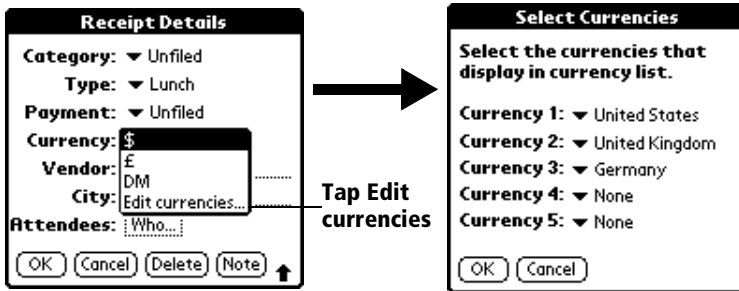 Receipt Details
Category: Unfiled
Type: Lunch
Payment: Unfiled
Currency: $
£
DM
Edit currencies...
Vendor:
City:
Attendees: Who...
OK Cancel Delete Note
Tap Edit
currencies
Select Currencies
Select the currencies that
display in currency list.
Currency 1: United States
Currency 2: United Kingdom
Currency 3: Germany
Currency 4: None
Currency 5: None
OK Cancel